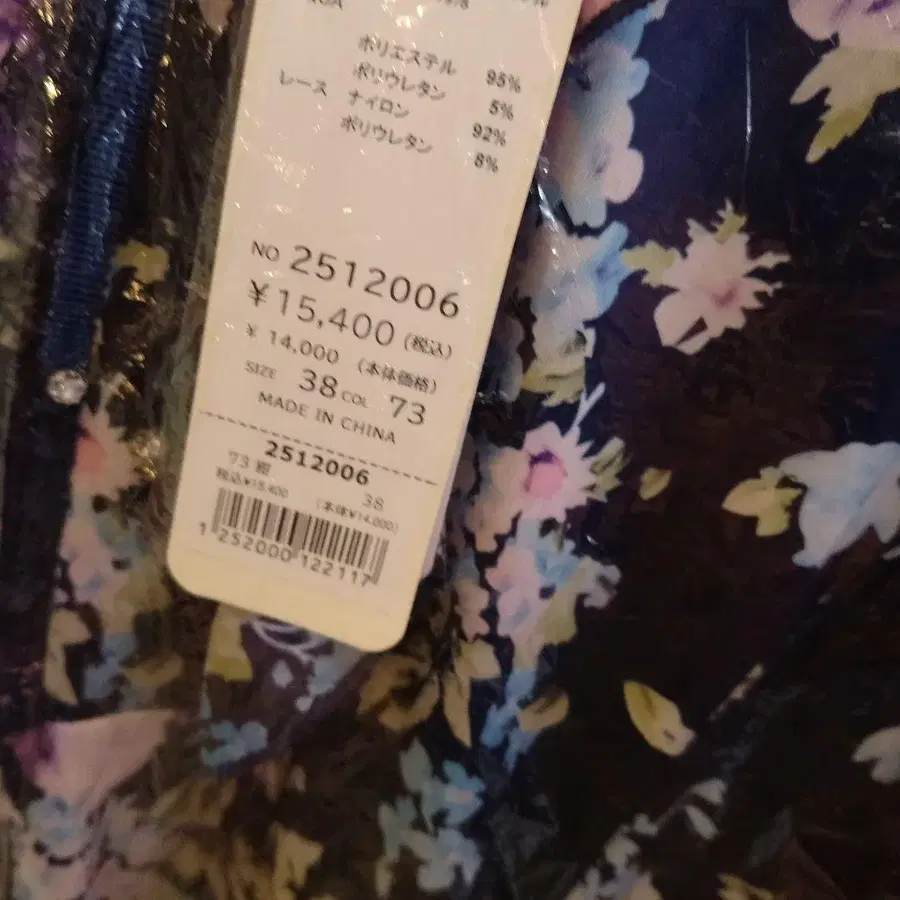 ポリエステル 95%
ポリウレタン 5%
レース ナイロン 92%
ポリウレタン 8%
NO 2512006
¥15,400 (税込)
¥ 14,000 (本体価格)
SIZE 38 COL 73
MADE IN CHINA
2512006
73 紺 38
税込¥15,400 (本体¥14,000)
1 252000 122117